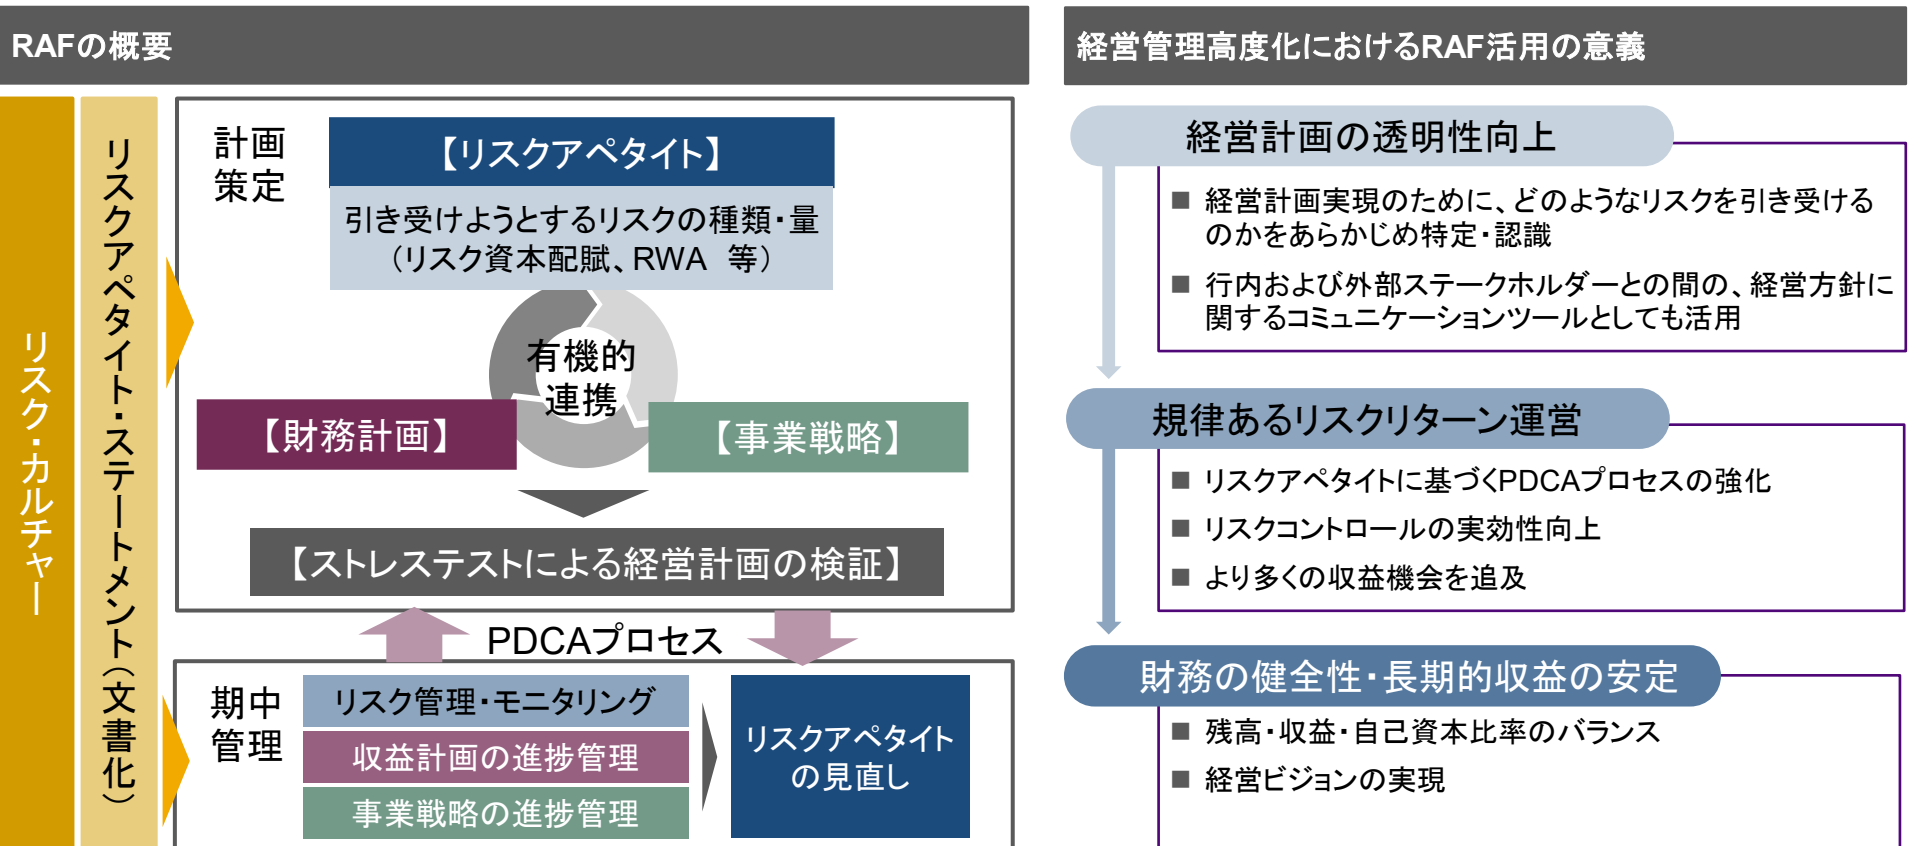 RAFの概要
リスク・カルチャー
リスクアペタイト・ステートメント(文書化)
計画
策定
【リスクアペタイト】
引き受けようとするリスクの種類・量
(リスク資本配賦、RWA 等)
有機的
連携
【財務計画】
【事業戦略】
【ストレステストによる経営計画の検証】
PDCAプロセス
期中
管理
リスク管理・モニタリング
収益計画の進捗管理
事業戦略の進捗管理
リスクアペタイト
の見直し
経営管理高度化におけるRAF活用の意義
経営計画の透明性向上
■ 経営計画実現のために、どのようなリスクを引き受ける
のかをあらかじめ特定・認識
■ 行内および外部ステークホルダーとの間の、経営方針に
関するコミュニケーションツールとしても活用
規律あるリスクリターン運営
■ リスクアペタイトに基づくPDCAプロセスの強化
■ リスクコントロールの実効性向上
■ より多くの収益機会を追及
財務の健全性・長期的収益の安定
■ 残高・収益・自己資本比率のバランス
■ 経営ビジョンの実現